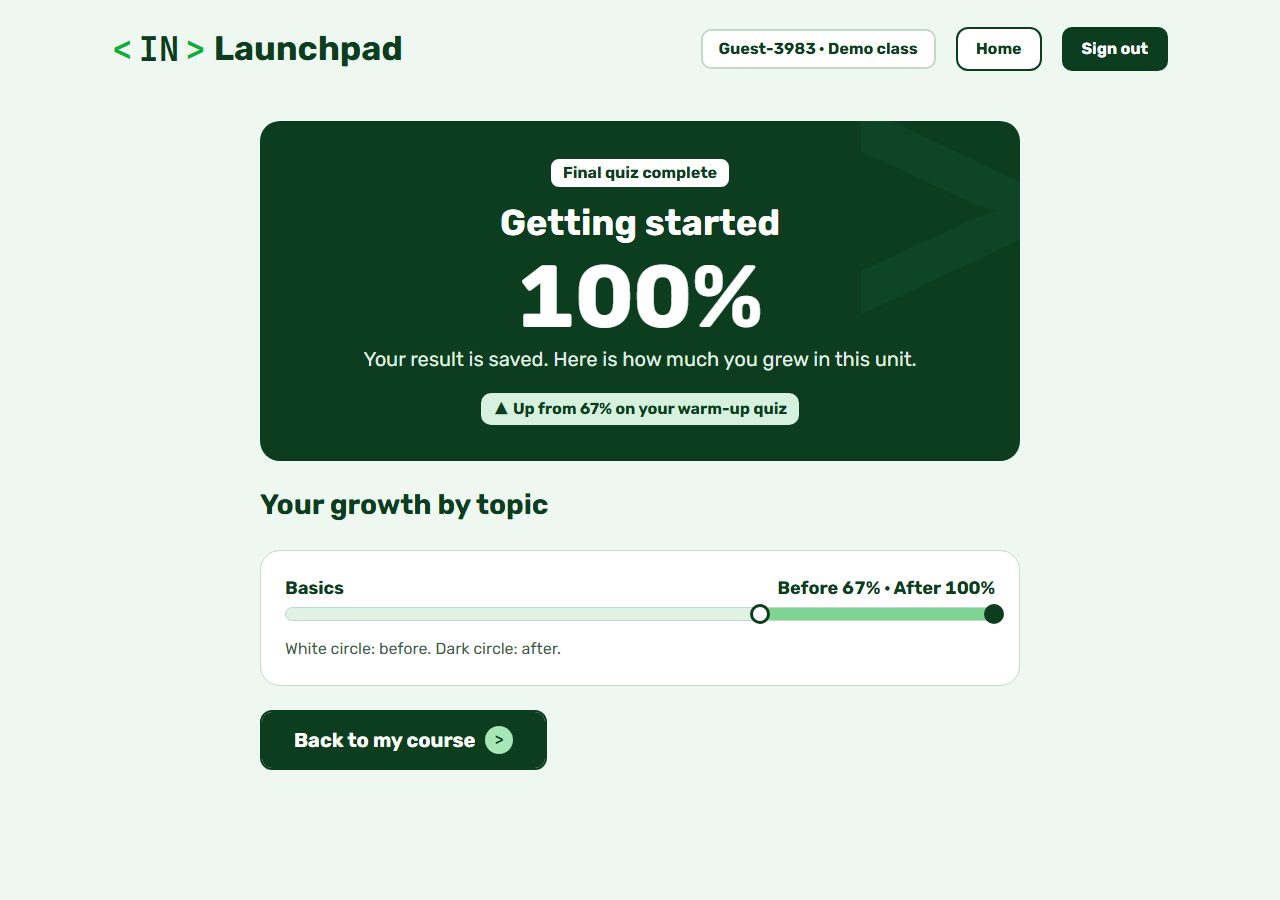 < IN > Launchpad
Guest-3983 • Demo class
Home
Sign out
Final quiz complete
Getting started
100%
Your result is saved. Here is how much you grew in this unit.
▲ Up from 67% on your warm-up quiz
Your growth by topic
Basics
Before 67% • After 100%
White circle: before. Dark circle: after.
Back to my course >